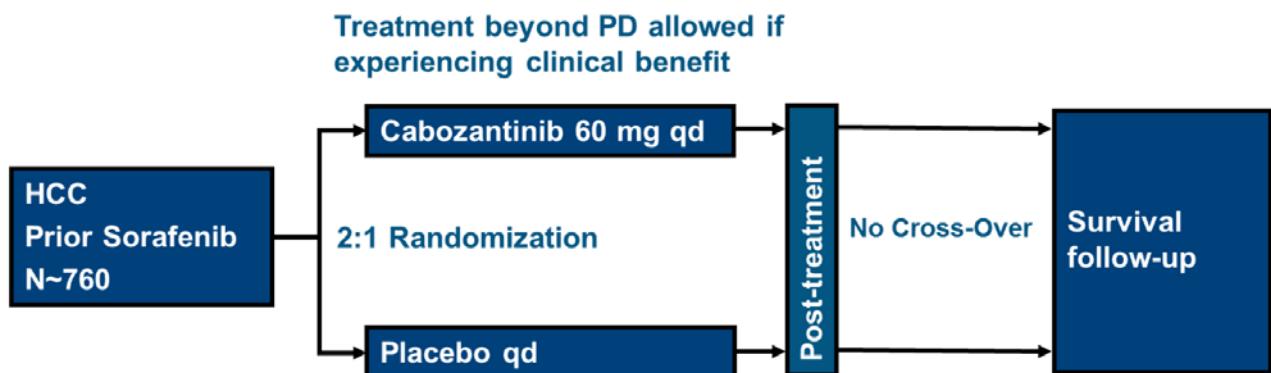 Treatment beyond PD allowed if
experiencing clinical benefit
Cabozantinib 60 mg qd
HCC
Prior Sorafenib
N~760
2:1 Randomization
Placebo qd
Post-treatment
No Cross-Over
Survival
follow-up